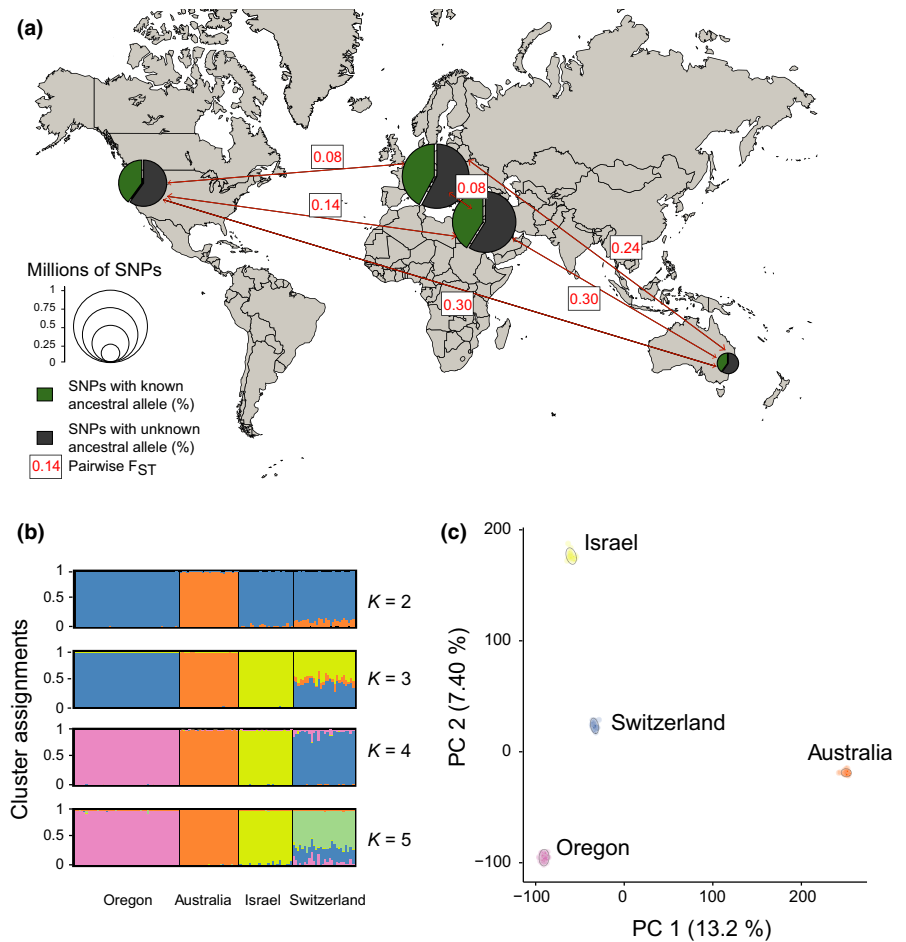 (a)
0.08
0.08
0.14
0.24
0.30
0.30
Millions of SNPs
1
0.5
0.25
0
SNPs with known
ancestral allele (%)
SNPs with unknown
ancestral allele (%)
0.14 Pairwise FST
(b)
Cluster assignments
1
0.5
0
K = 2
1
0.5
0
K = 3
1
0.5
0
K = 4
1
0.5
0
K = 5
Oregon Australia Israel Switzerland
(c)
PC 2 (7.40 %)
200
100
0
−100
Israel
Switzerland
Australia
Oregon
−100 0 100 200
PC 1 (13.2 %)